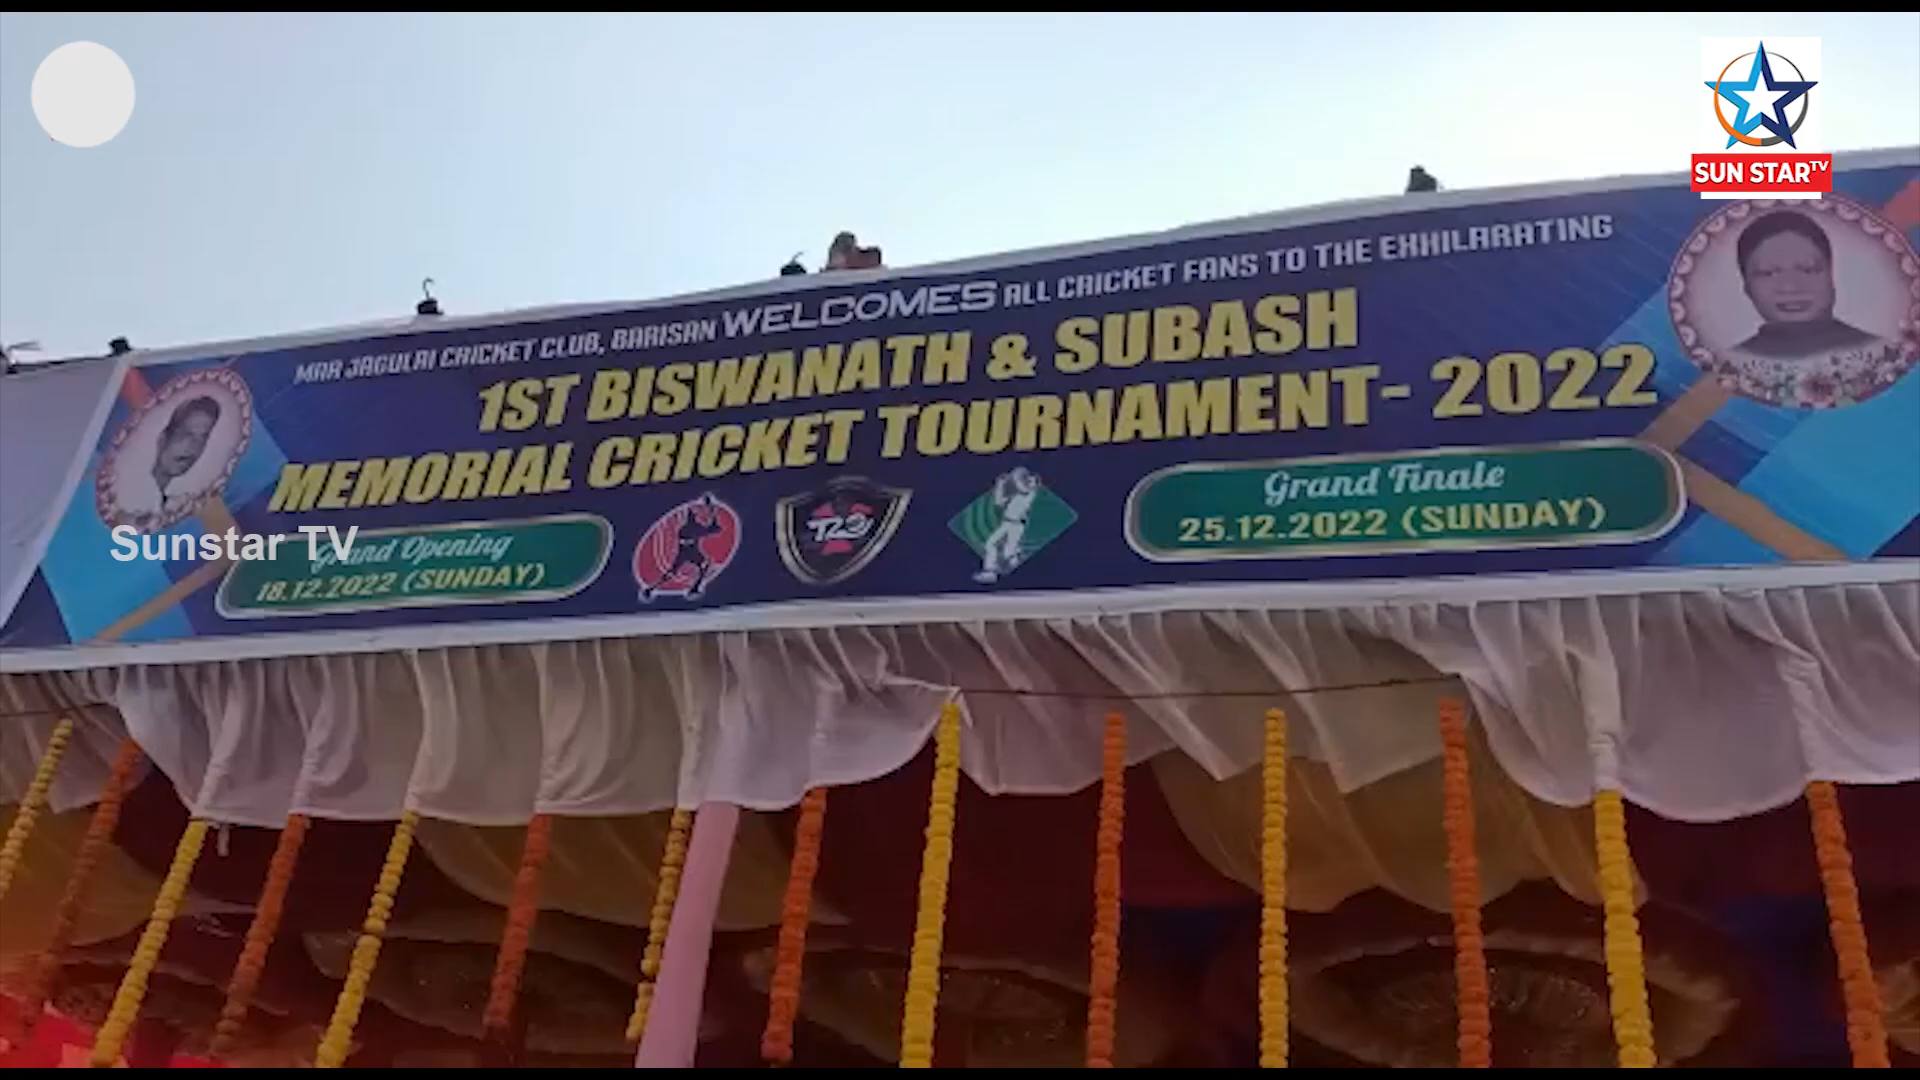 SUN STAR TV
MAA JAGULAI CRICKET CLUB, BARISAN WELCOMES ALL CRICKET FANS TO THE EXHILARATING
1ST BISWANATH & SUBASH
MEMORIAL CRICKET TOURNAMENT- 2022
Grand Opening
18.12.2022 (SUNDAY)
T20
Grand Finale
25.12.2022 (SUNDAY)
Sunstar TV